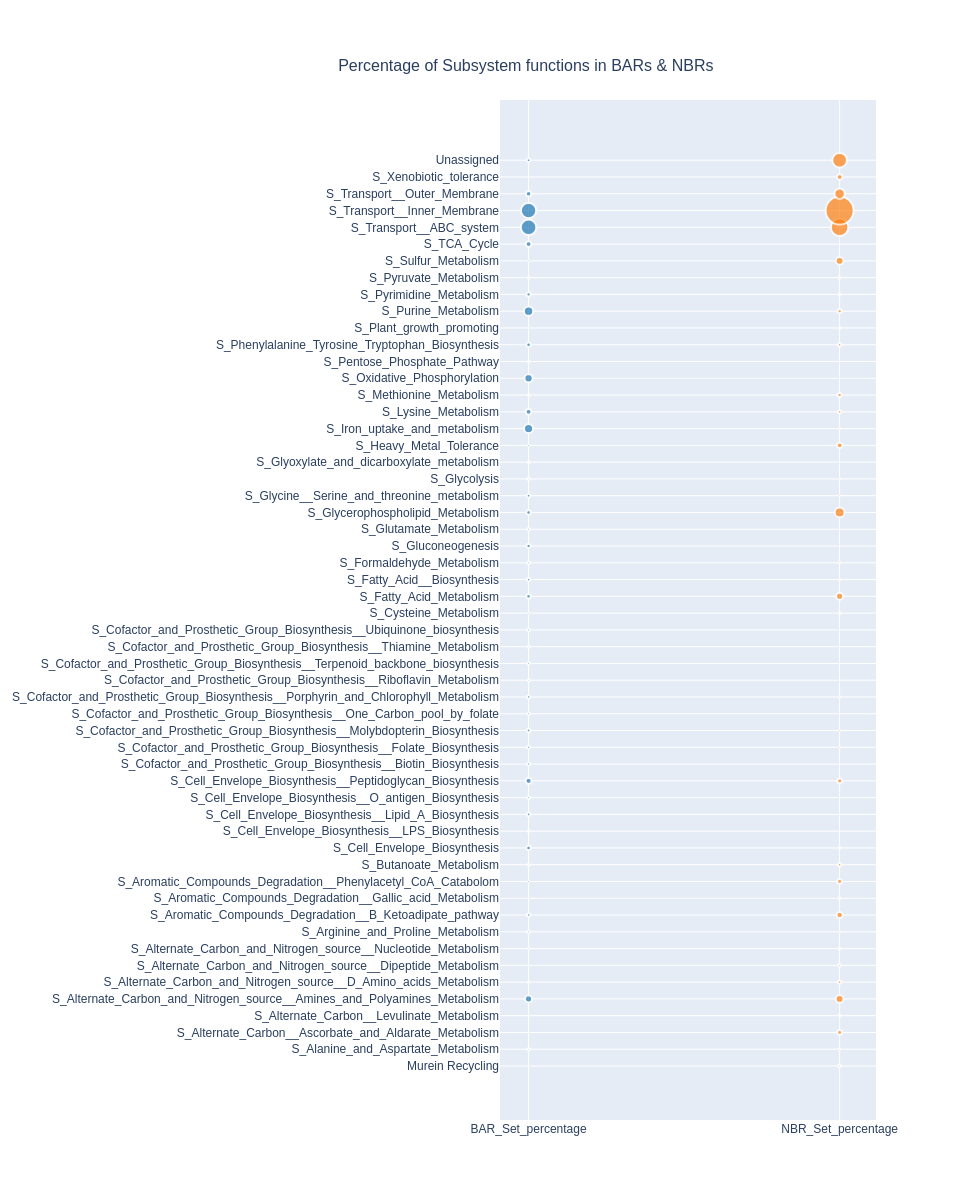 Percentage of Subsystem functions in BARs & NBRs
Unassigned
S_Xenobiotic_tolerance
S_Transport__Outer_Membrane
S_Transport__Inner_Membrane
S_Transport__ABC_system
S_TCA_Cycle
S_Sulfur_Metabolism
S_Pyruvate_Metabolism
S_Pyrimidine_Metabolism
S_Purine_Metabolism
S_Plant_growth_promoting
S_Phenylalanine_Tyrosine_Tryptophan_Biosynthesis
S_Pentose_Phosphate_Pathway
S_Oxidative_Phosphorylation
S_Methionine_Metabolism
S_Lysine_Metabolism
S_Iron_uptake_and_metabolism
S_Heavy_Metal_Tolerance
S_Glyoxylate_and_dicarboxylate_metabolism
S_Glycolysis
S_Glycine__Serine_and_threonine_metabolism
S_Glycerophospholipid_Metabolism
S_Glutamate_Metabolism
S_Gluconeogenesis
S_Formaldehyde_Metabolism
S_Fatty_Acid__Biosynthesis
S_Fatty_Acid_Metabolism
S_Cysteine_Metabolism
S_Cofactor_and_Prosthetic_Group_Biosynthesis__Ubiquinone_biosynthesis
S_Cofactor_and_Prosthetic_Group_Biosynthesis__Thiamine_Metabolism
S_Cofactor_and_Prosthetic_Group_Biosynthesis__Terpenoid_backbone_biosynthesis
S_Cofactor_and_Prosthetic_Group_Biosynthesis__Riboflavin_Metabolism
S_Cofactor_and_Prosthetic_Group_Biosynthesis__Porphyrin_and_Chlorophyll_Metabolism
S_Cofactor_and_Prosthetic_Group_Biosynthesis__One_Carbon_pool_by_folate
S_Cofactor_and_Prosthetic_Group_Biosynthesis__Molybdopterin_Biosynthesis
S_Cofactor_and_Prosthetic_Group_Biosynthesis__Folate_Biosynthesis
S_Cofactor_and_Prosthetic_Group_Biosynthesis__Biotin_Biosynthesis
S_Cell_Envelope_Biosynthesis__Peptidoglycan_Biosynthesis
S_Cell_Envelope_Biosynthesis__O_antigen_Biosynthesis
S_Cell_Envelope_Biosynthesis__Lipid_A_Biosynthesis
S_Cell_Envelope_Biosynthesis__LPS_Biosynthesis
S_Cell_Envelope_Biosynthesis
S_Butanoate_Metabolism
S_Aromatic_Compounds_Degradation__Phenylacetyl_CoA_Catabolom
S_Aromatic_Compounds_Degradation__Gallic_acid_Metabolism
S_Aromatic_Compounds_Degradation__B_Ketoadipate_pathway
S_Arginine_and_Proline_Metabolism
S_Alternate_Carbon_and_Nitrogen_source__Nucleotide_Metabolism
S_Alternate_Carbon_and_Nitrogen_source__Dipeptide_Metabolism
S_Alternate_Carbon_and_Nitrogen_source__D_Amino_acids_Metabolism
S_Alternate_Carbon_and_Nitrogen_source__Amines_and_Polyamines_Metabolism
S_Alternate_Carbon__Levulinate_Metabolism
S_Alternate_Carbon__Ascorbate_and_Aldarate_Metabolism
S_Alanine_and_Aspartate_Metabolism
Murein Recycling
BAR_Set_percentage NBR_Set_percentage